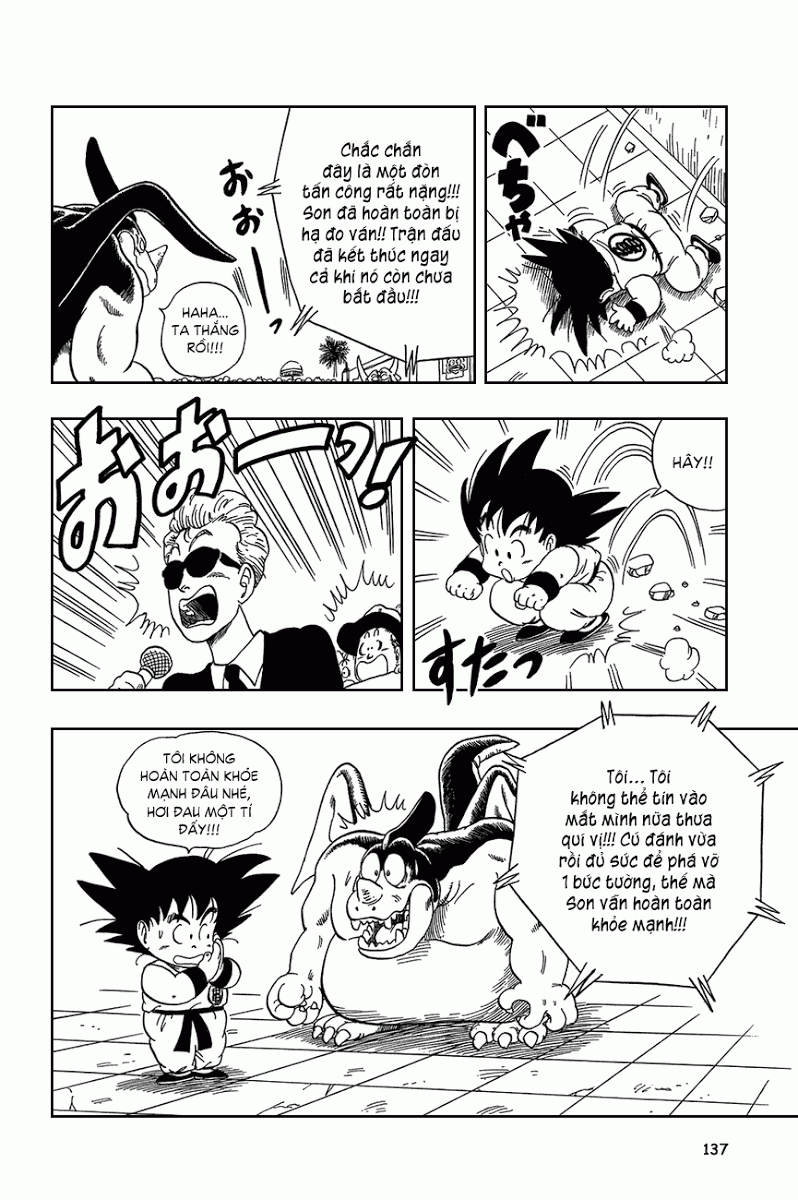 べちゃ
Chắc chắn
đây là một đòn
tấn công rất nặng!!!
Son đã hoàn toàn bị
hạ đo ván!! Trận đấu
đã kết thúc ngay
cả khi nó còn chưa
bắt đầu!!!
おおーっ
HAHA...
TA THẮNG
RỒI!!!
おおーっ!
HÂY!!
すたっ
TÔI KHÔNG
HOÀN TOÀN KHỎE
MẠNH ĐÂU NHÉ,
HƠI ĐAU MỘT TÍ
ĐẤY!!!
Tôi... Tôi
không thể tin vào
mắt mình nữa thưa
quí vị!!! Cú đánh vừa
rồi đủ sức để phá vỡ
1 bức tường, thế mà
Son vẫn hoàn toàn
khỏe mạnh!!!
137